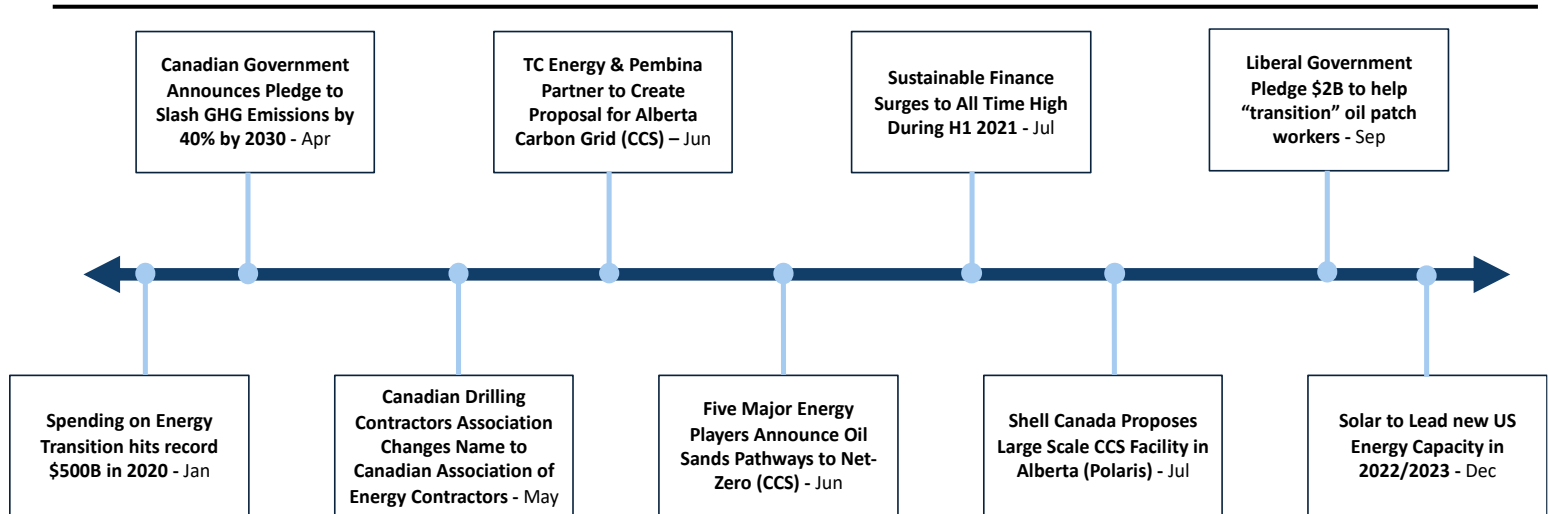 Canadian Government
Announces Pledge to
Slash GHG Emissions by
40% by 2030 - Apr
TC Energy & Pembina
Partner to Create
Proposal for Alberta
Carbon Grid (CCS) – Jun
Sustainable Finance
Surges to All Time High
During H1 2021 - Jul
Liberal Government
Pledge $2B to help
“transition” oil patch
workers - Sep
Spending on Energy
Transition hits record
$500B in 2020 - Jan
Canadian Drilling
Contractors Association
Changes Name to
Canadian Association of
Energy Contractors - May
Five Major Energy
Players Announce Oil
Sands Pathways to Net-
Zero (CCS) - Jun
Shell Canada Proposes
Large Scale CCS Facility in
Alberta (Polaris) - Jul
Solar to Lead new US
Energy Capacity in
2022/2023 - Dec